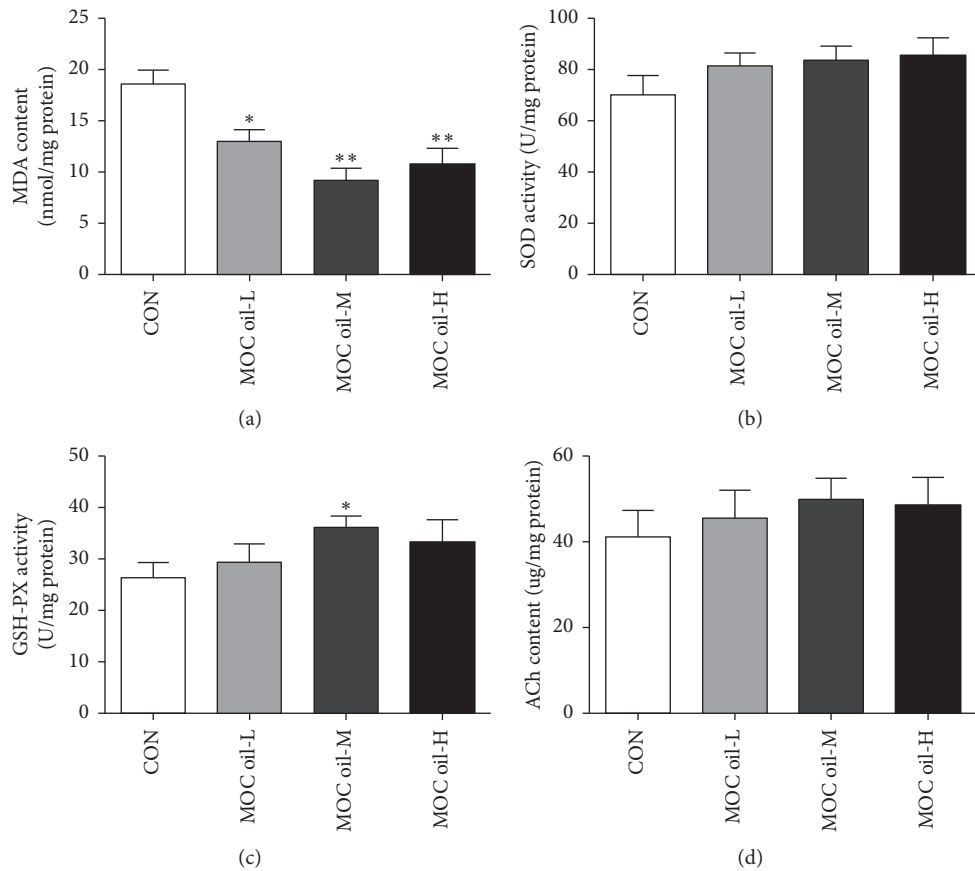 MDA content
(nmol/mg protein)
25
20
15
10
5
0
*
**
**
CON
MOC oil-L
MOC oil-M
MOC oil-H
(a)
SOD activity (U/mg protein)
100
80
60
40
20
0
CON
MOC oil-L
MOC oil-M
MOC oil-H
(b)
GSH-PX activity
(U/mg protein)
50
40
30
20
10
0
*
CON
MOC oil-L
MOC oil-M
MOC oil-H
(c)
ACh content (ug/mg protein)
60
40
20
0
CON
MOC oil-L
MOC oil-M
MOC oil-H
(d)